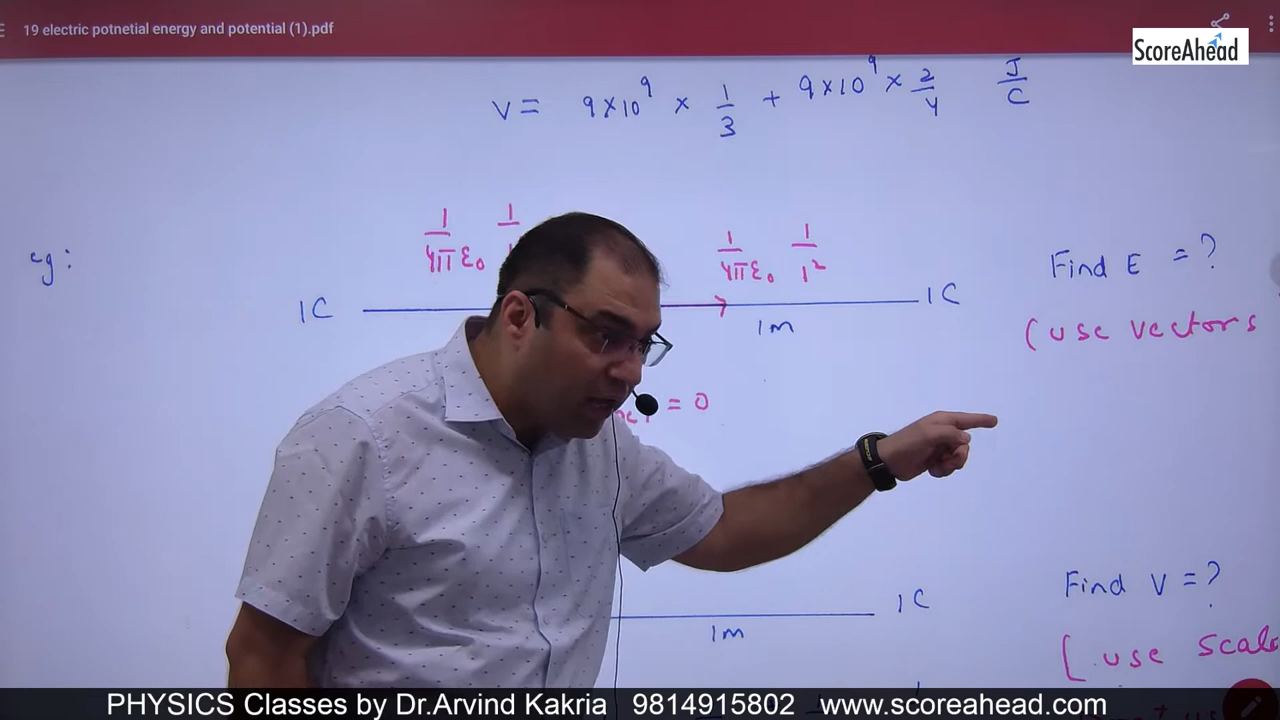 19 electric potnetial energy and potential (1).pdf
ScoreAhead
V = 9×10⁹ × 1/3 + 9×10⁹ × 2/4 J/C
eg:
1/4πε₀ 1/
1/4πε₀ 1/1²
Find E = ?
1C
1C
1m
(use vectors
= 0
1C
1m
Find V = ?
[use
PHYSICS Classes by Dr.Arvind Kakria 9814915802 www.scoreahead.com